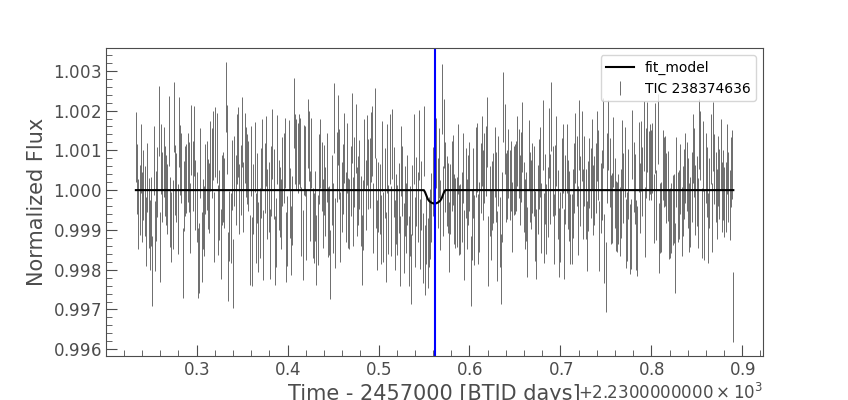 fit_model
TIC 238374636
1.003
1.002
1.001
1.000
0.999
0.998
0.997
0.996
Normalized Flux
0.3 0.4 0.5 0.6 0.7 0.8 0.9
Time - 2457000 [BTJD days]
+2.2300000000×10³